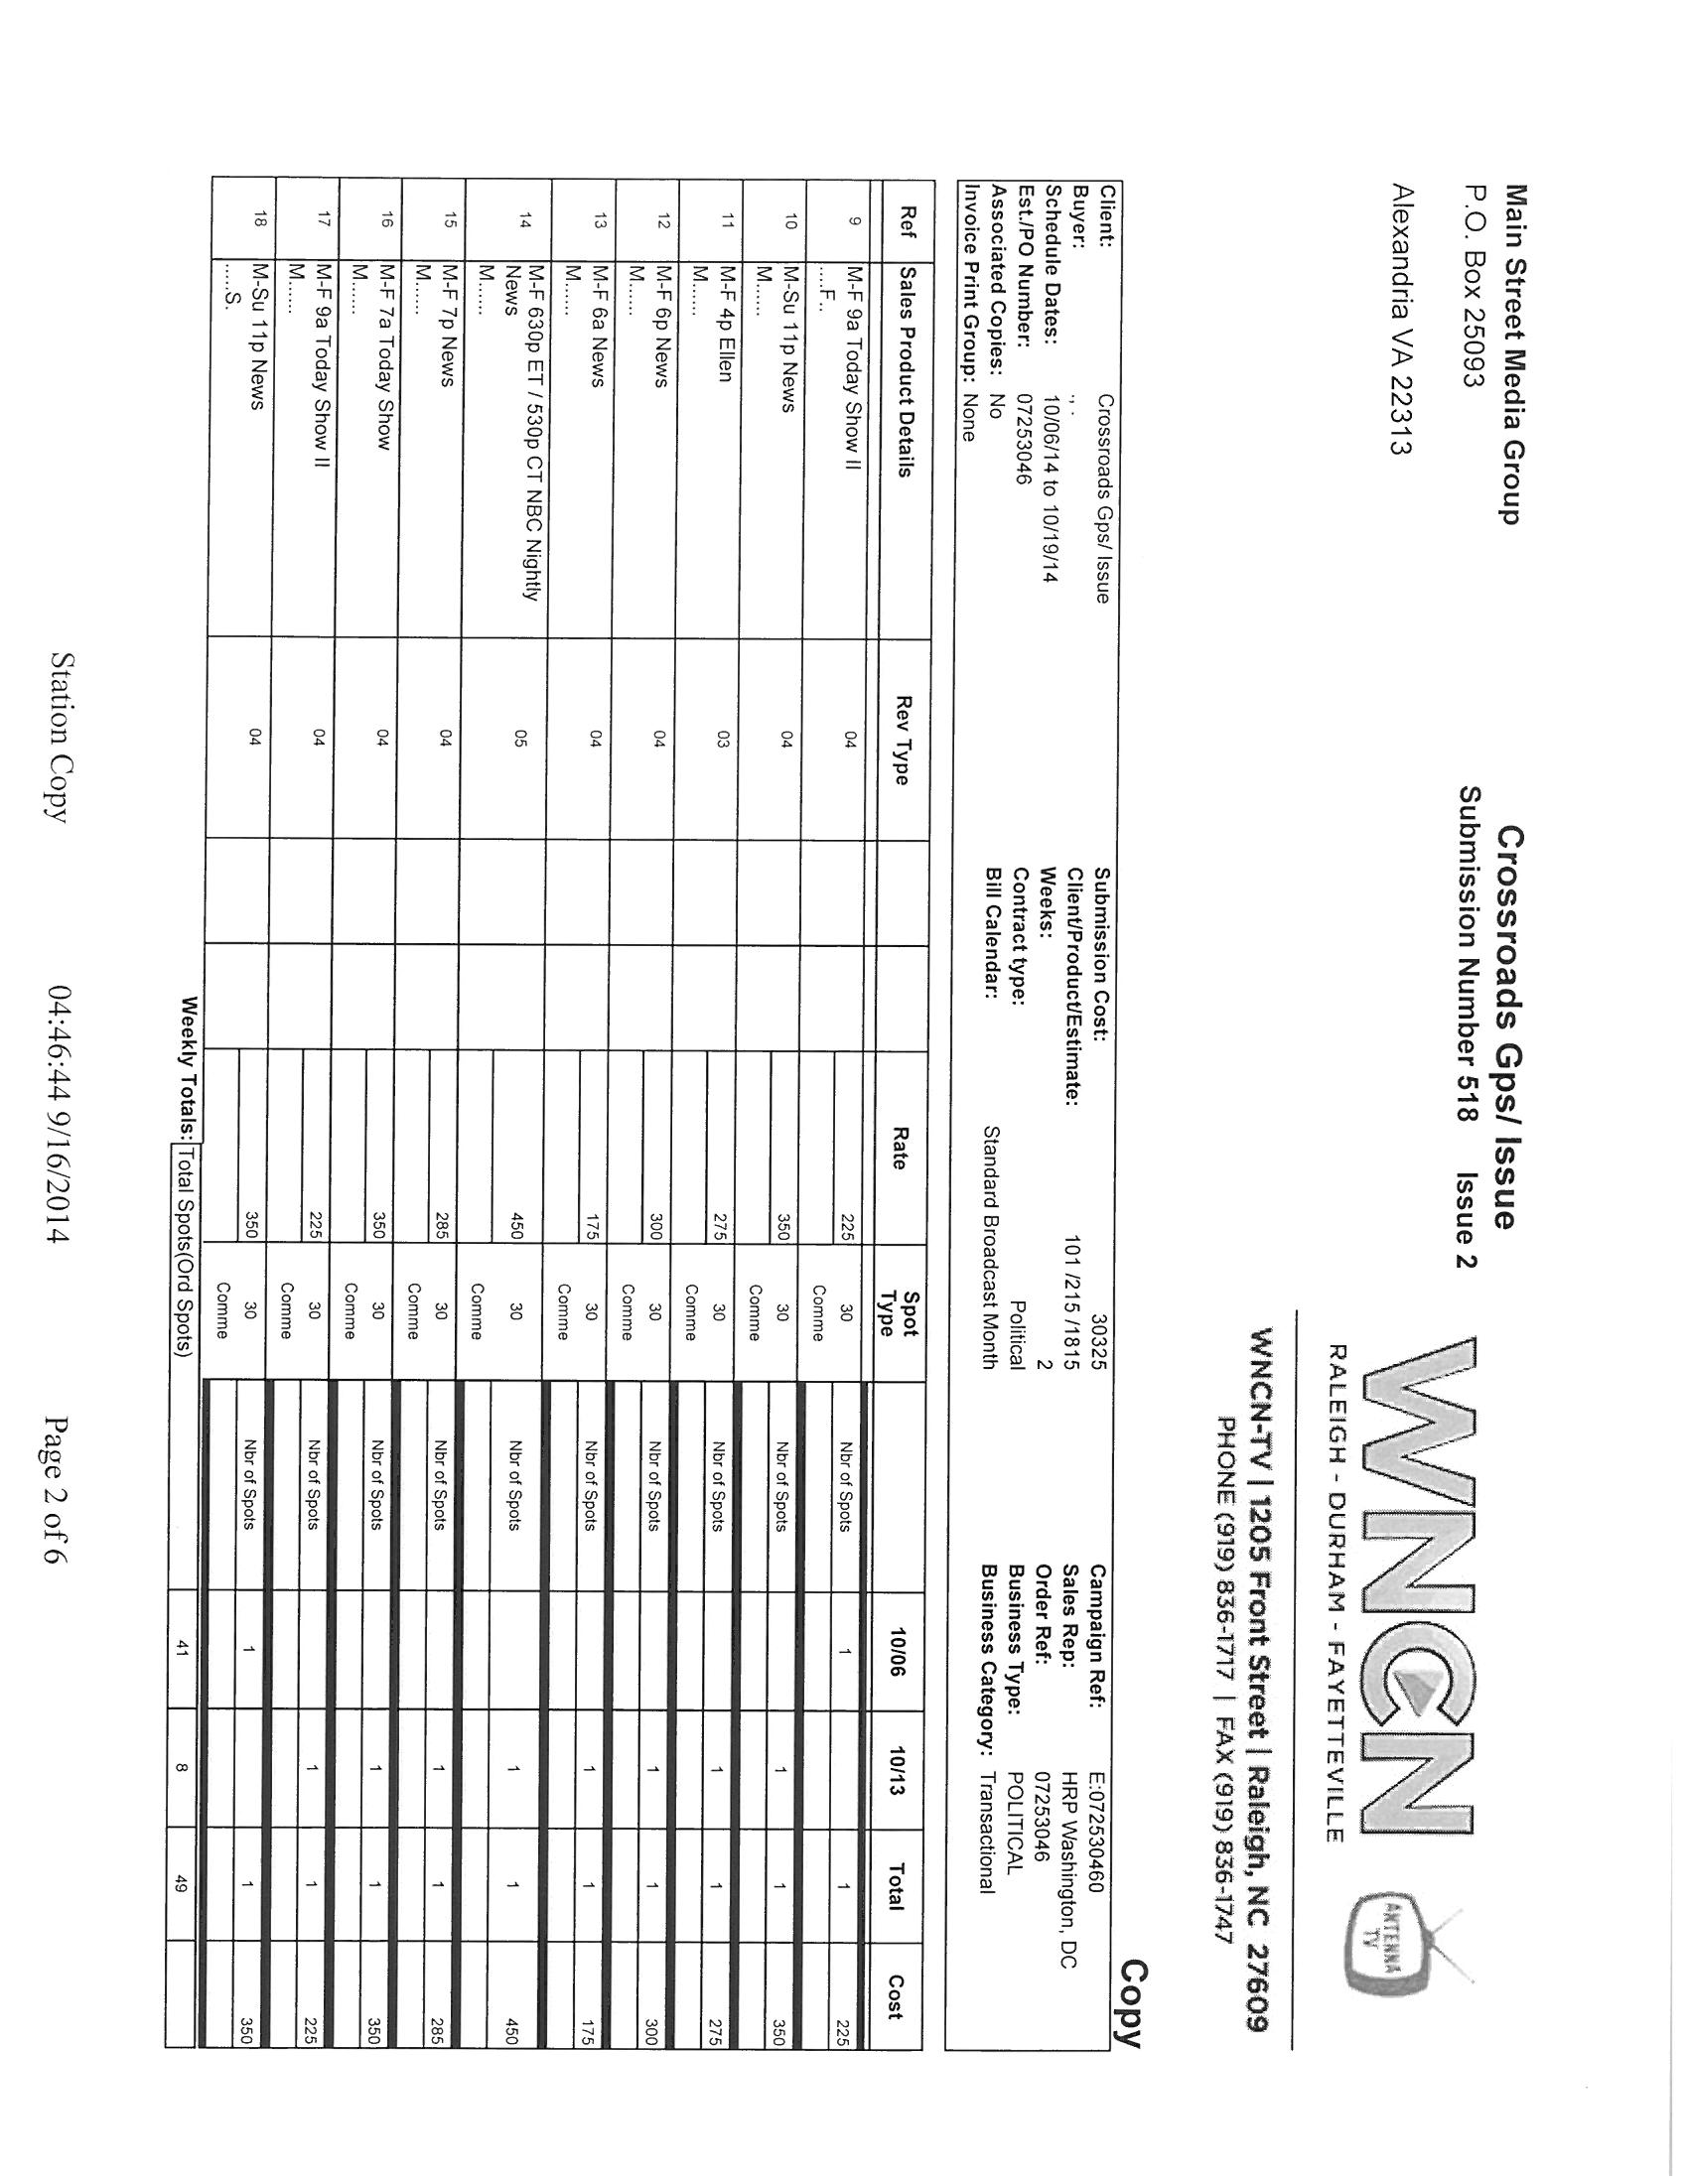 Main Street Media Group
P.O. Box 25093
Alexandria VA 22313
Crossroads Gps/ Issue
Submission Number 518 Issue 2
WNCN
RALEIGH - DURHAM - FAYETTEVILLE
ANTENNA
TV
WNCN-TV | 1205 Front Street | Raleigh, NC 27609
PHONE (919) 836-1717 | FAX (919) 836-1747
Copy
Client: Crossroads Gps/ Issue Submission Cost: 30325 Campaign Ref: E:072530460
Buyer: , . Client/Product/Estimate: 101 /215 /1815 Sales Rep: HRP Washington, DC
Schedule Dates: 10/06/14 to 10/19/14 Weeks: 2 Order Ref: 07253046
Est./PO Number: 07253046 Contract type: Political Business Type: POLITICAL
Associated Copies: No Bill Calendar: Standard Broadcast Month Business Category: Transactional
Invoice Print Group: None
Ref Sales Product Details Rev Type Rate Spot Type 10/06 10/13 Total Cost
9 M-F 9a Today Show II 04 225 30 Nbr of Spots 1 1 225
....F.. Comme
10 M-Su 11p News 04 350 30 Nbr of Spots 1 1 350
M...... Comme
11 M-F 4p Ellen 03 275 30 Nbr of Spots 1 1 275
M...... Comme
12 M-F 6p News 04 300 30 Nbr of Spots 1 1 300
M...... Comme
13 M-F 6a News 04 175 30 Nbr of Spots 1 1 175
M...... Comme
14 M-F 630p ET / 530p CT NBC Nightly 05 450 30 Nbr of Spots 1 1 450
News
M...... Comme
15 M-F 7p News 04 285 30 Nbr of Spots 1 1 285
M...... Comme
16 M-F 7a Today Show 04 350 30 Nbr of Spots 1 1 350
M...... Comme
17 M-F 9a Today Show II 04 225 30 Nbr of Spots 1 1 225
M...... Comme
18 M-Su 11p News 04 350 30 Nbr of Spots 1 1 350
.....S. Comme
Weekly Totals: Total Spots(Ord Spots) 41 8 49
Station Copy 04:46:44 9/16/2014 Page 2 of 6